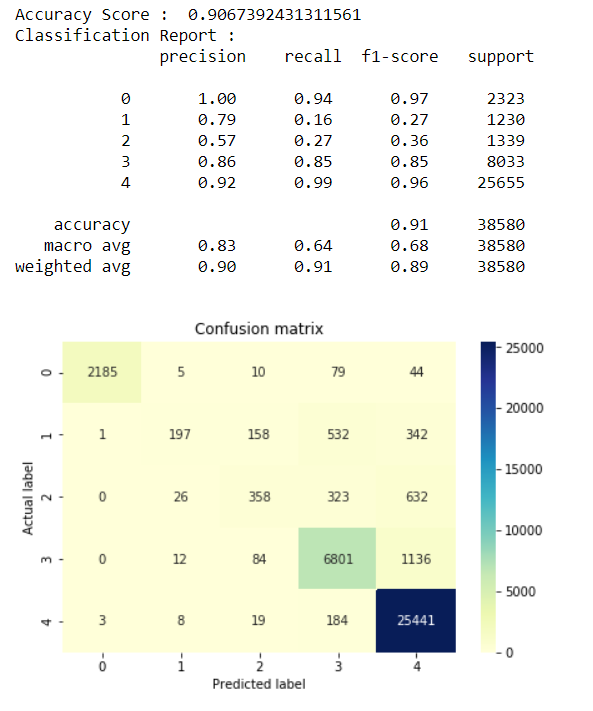 Accuracy Score :  0.9067392431311561
Classification Report :
precision    recall  f1-score   support
0       1.00      0.94      0.97      2323
1       0.79      0.16      0.27      1230
2       0.57      0.27      0.36      1339
3       0.86      0.85      0.85      8033
4       0.92      0.99      0.96     25655
accuracy                           0.91     38580
macro avg       0.83      0.64      0.68     38580
weighted avg       0.90      0.91      0.89     38580
Confusion matrix
25000
20000
15000
10000
5000
0
Actual label
0 2185 5 10 79 44
1 1 197 158 532 342
2 0 26 358 323 632
3 0 12 84 6801 1136
4 3 8 19 184 25441
0 1 2 3 4
Predicted label